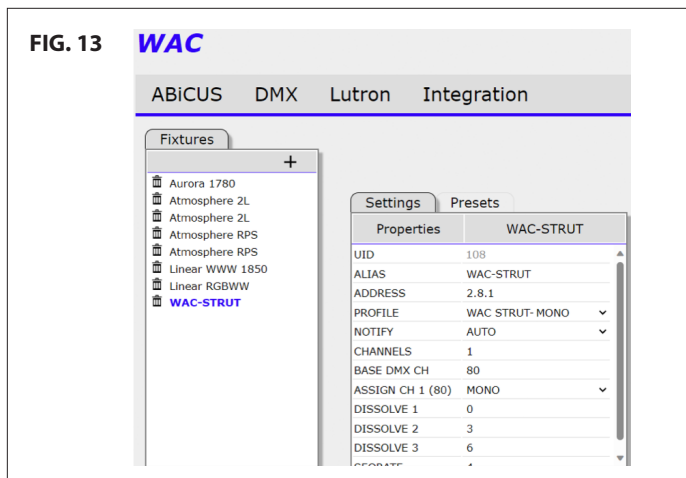 FIG. 13
WAC
ABiCUS DMX Lutron Integration
Fixtures
+
Aurora 1780
Atmosphere 2L
Atmosphere 2L
Atmosphere RPS
Atmosphere RPS
Linear WWW 1850
Linear RGBWW
WAC-STRUT
Settings Presets
Properties WAC-STRUT
UID 108
ALIAS WAC-STRUT
ADDRESS 2.8.1
PROFILE WAC STRUT- MONO
NOTIFY AUTO
CHANNELS 1
BASE DMX CH 80
ASSIGN CH 1 (80) MONO
DISSOLVE 1 0
DISSOLVE 2 3
DISSOLVE 3 6